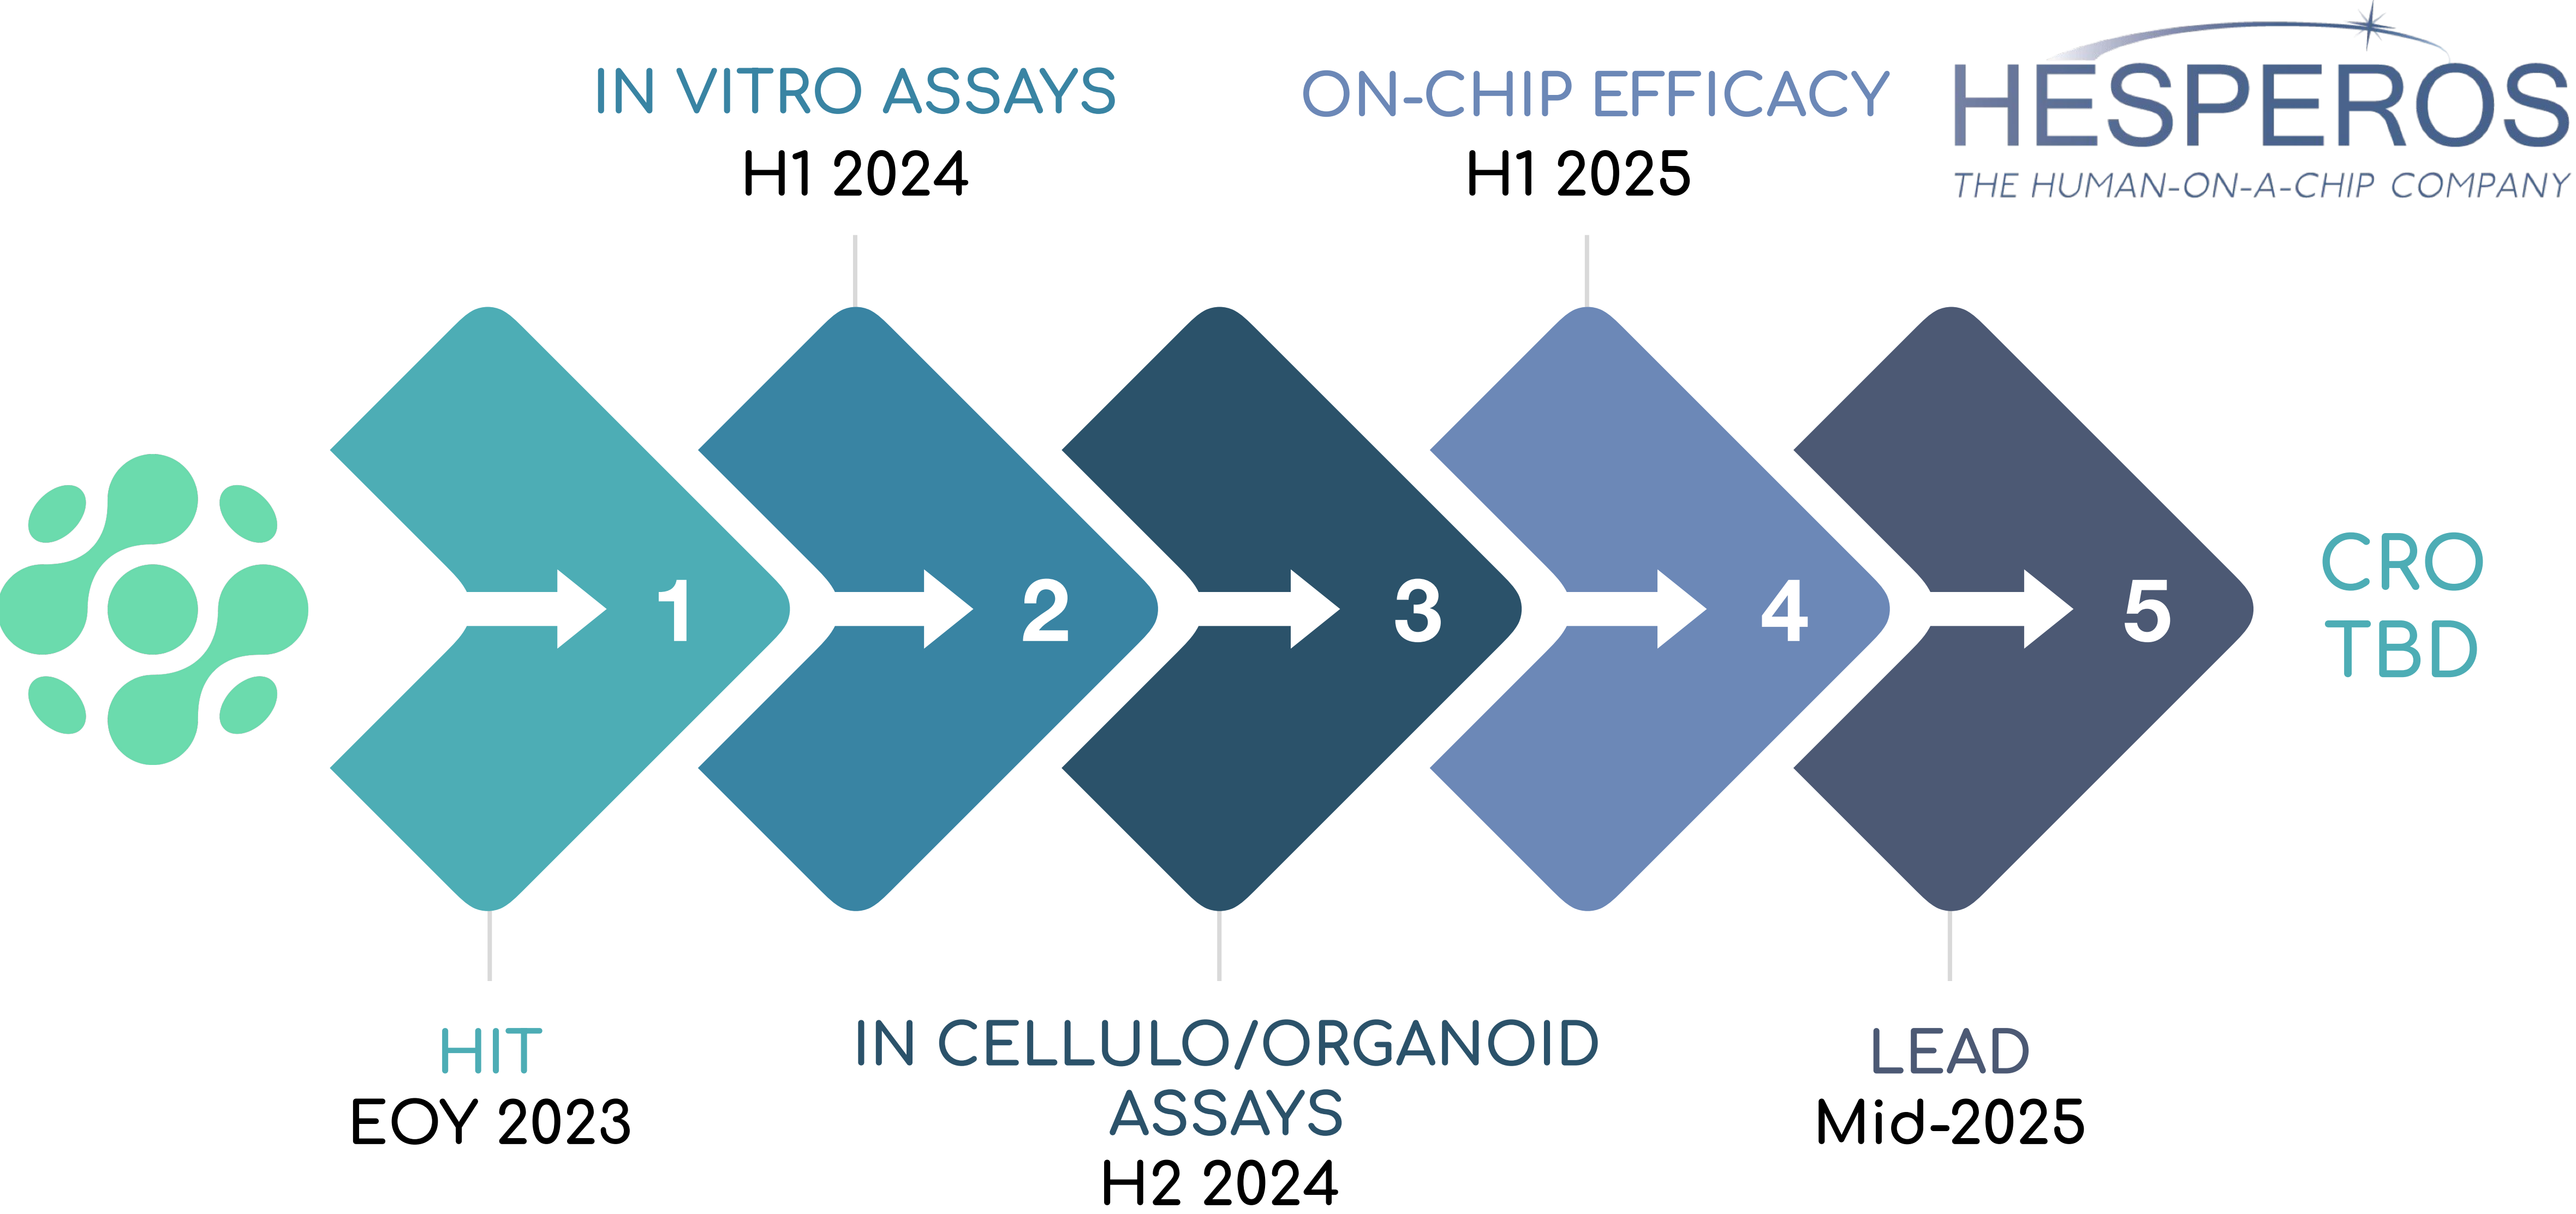 IN VITRO ASSAYS
H1 2024
ON-CHIP EFFICACY
H1 2025
HESPEROS
THE HUMAN-ON-A-CHIP COMPANY
1
2
3
4
5
CRO
TBD
HIT
EOY 2023
IN CELLULO/ORGANOID
ASSAYS
H2 2024
LEAD
Mid-2025